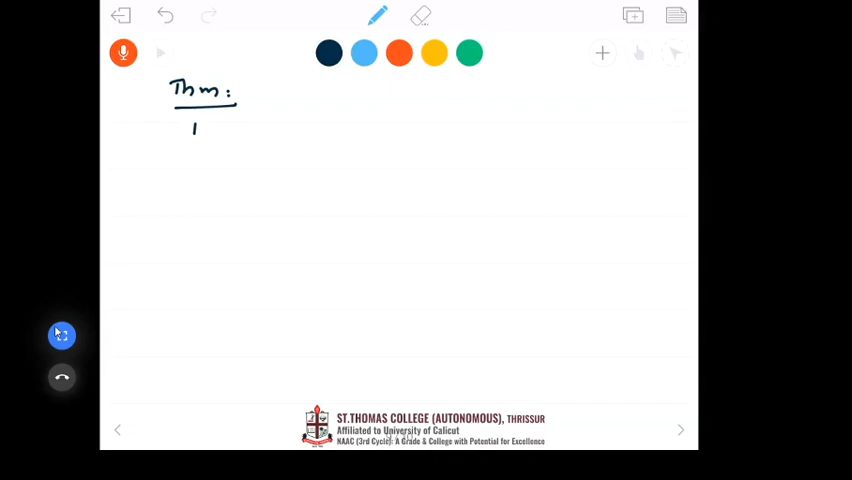 Thm:
ST.THOMAS COLLEGE (AUTONOMOUS), THRISSUR
Affiliated to University of Calicut
NAAC (3rd Cycle): A Grade & College with Potential for Excellence